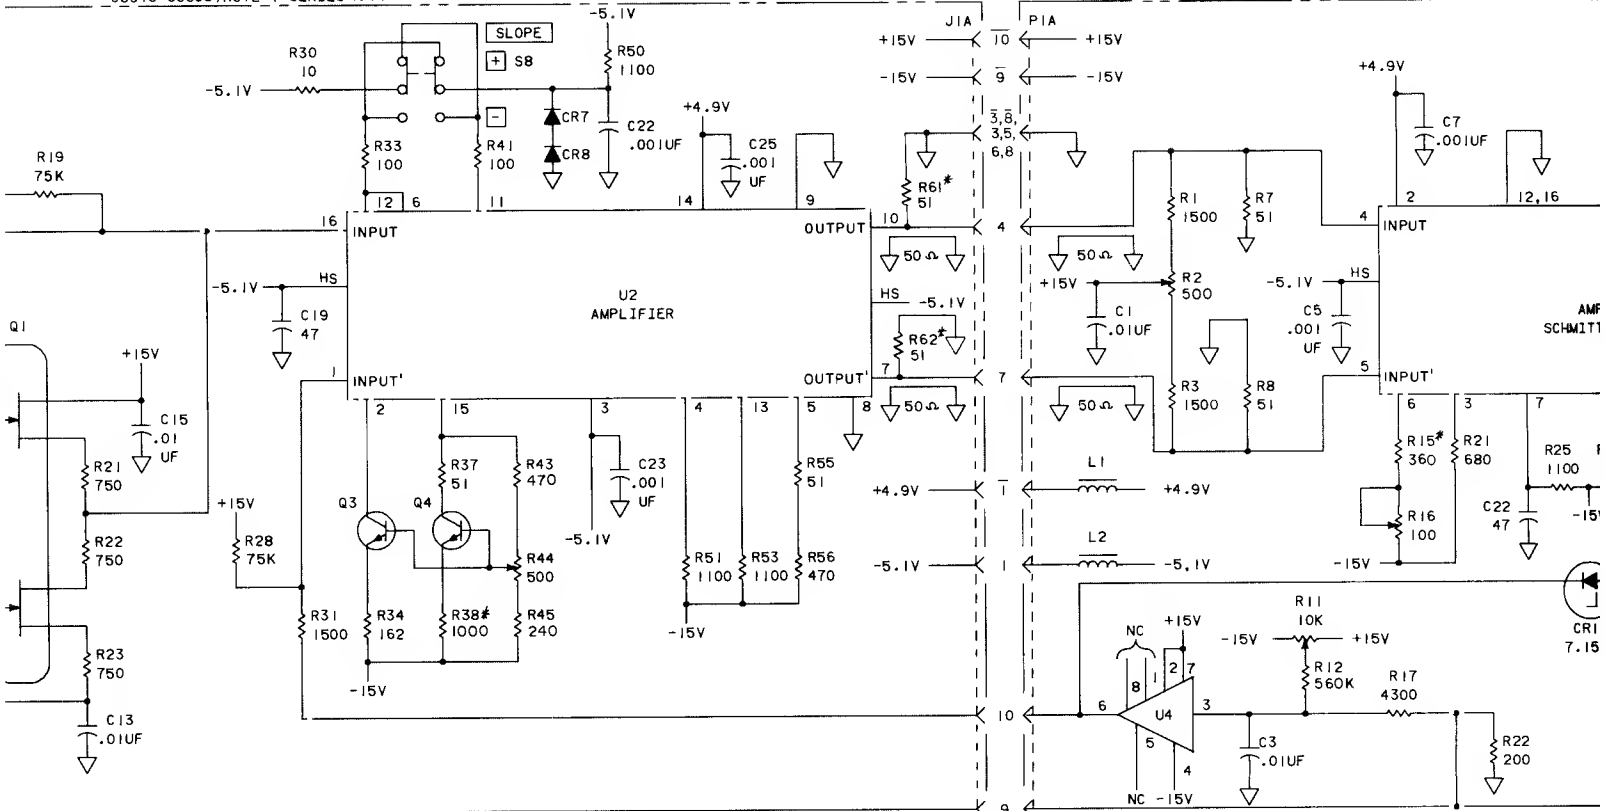 -5.1V
JIA
PIA
SLOPE
+15V
10
+15V
R30
10
+
S8
R50
1100
+4.9V
-5.1V
-15V
9
-15V
-
CR7
C22
.001UF
+4.9V
3,8,
3,5,
6,8
C7
.001UF
R19
75K
R33
100
R41
100
CR8
C25
.001
UF
R61*
51
R1
1500
R7
51
12
6
11
14
9
2
12,16
16
INPUT
OUTPUT
10
4
4
INPUT
50Ω
50Ω
-5.1V
HS
U2
AMPLIFIER
HS
-5.1V
+15V
R2
500
-5.1V
HS
C19
47
C1
.01UF
C5
.001
UF
Q1
R62*
51
SCHMITT
+15V
1
INPUT'
OUTPUT'
7
7
5
INPUT'
2
15
3
4
13
5
8
50Ω
50Ω
R3
1500
R8
51
6
3
7
C15
.01
UF
R21
750
R37
51
R43
470
C23
.001
UF
R55
51
L1
R15*
360
R21
680
R25
1100
+15V
+4.9V
1
+4.9V
Q3
Q4
C22
47
R16
100
-15V
R28
75K
R22
750
-5.1V
L2
R44
500
R51
1100
R53
1100
R56
470
-5.1V
1
-5.1V
-15V
R31
1500
R34
162
R38*
1000
R45
240
-15V
R11
10K
NC
+15V
-15V
+15V
CR1
7.15
R23
750
-15V
1
2
7
8
R12
560K
R17
4300
C13
.01UF
10
6
U4
3
5
4
C3
.01UF
R22
200
NC
-15V
9